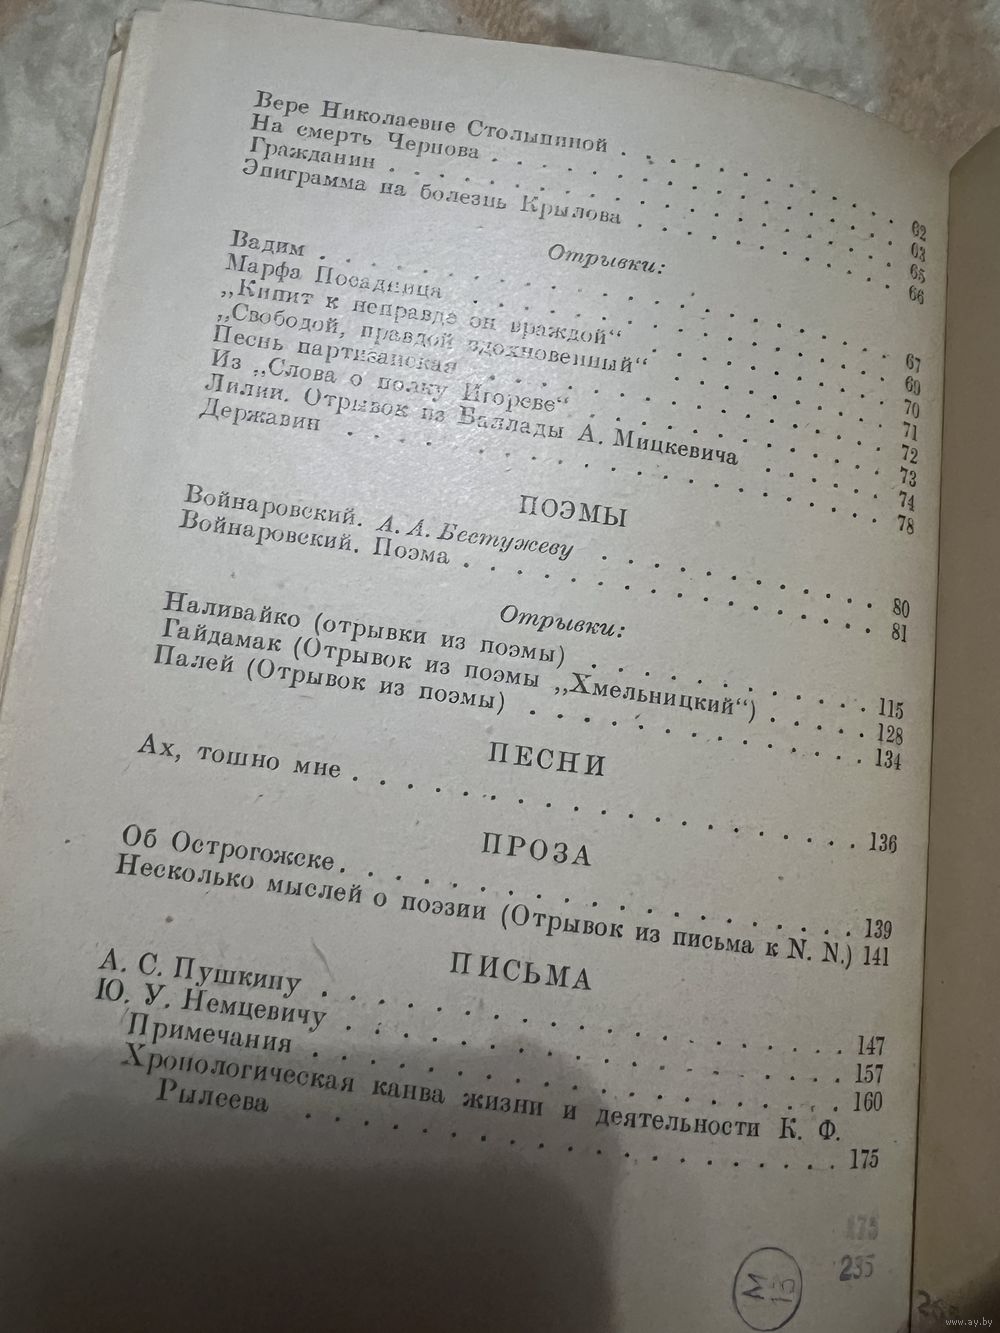 Вере Николаевне Столыпиной . . . . . . . . . . . . 62
На смерть Чернова . . . . . . . . . . . . . . . . 63
Гражданин . . . . . . . . . . . . . . . . . . . . 65
Эпиграмма на болезнь Крылова . . . . . . . . . . 66
Отрывки:
Вадим . . . . . . . . . . . . . . . . . . . . . . 67
Марфа Посадница . . . . . . . . . . . . . . . . . 69
„Кипит к неправде он враждой“ . . . . . . . . . . 70
„Свободой, правдой вдохновенный“ . . . . . . . . 71
Песнь партизанская . . . . . . . . . . . . . . . 72
Из „Слова о полку Игореве“ . . . . . . . . . . . 73
Лилии. Отрывок из Баллады А. Мицкевича . . . . . 74
Державин . . . . . . . . . . . . . . . . . . . . 78
ПОЭМЫ
Войнаровский. А. А. Бестужеву . . . . . . . . . . 80
Войнаровский. Поэма . . . . . . . . . . . . . . . 81
Отрывки:
Наливайко (отрывки из поэмы) . . . . . . . . . . 115
Гайдамак (Отрывок из поэмы „Хмельницкий“) . . . . 128
Палей (Отрывок из поэмы) . . . . . . . . . . . . 134
ПЕСНИ
Ах, тошно мне . . . . . . . . . . . . . . . . . . 136
ПРОЗА
Об Острогожске . . . . . . . . . . . . . . . . . 139
Несколько мыслей о поэзии (Отрывок из письма к N. N.) 141
ПИСЬМА
А. С. Пушкину . . . . . . . . . . . . . . . . . . 147
Ю. У. Немцевичу . . . . . . . . . . . . . . . . . 157
Примечания . . . . . . . . . . . . . . . . . . . 160
Хронологическая канва жизни и деятельности К. Ф.
Рылеева . . . . . . . . . . . . . . . . . . . . . 175
175
235
М
13
www.ay.by